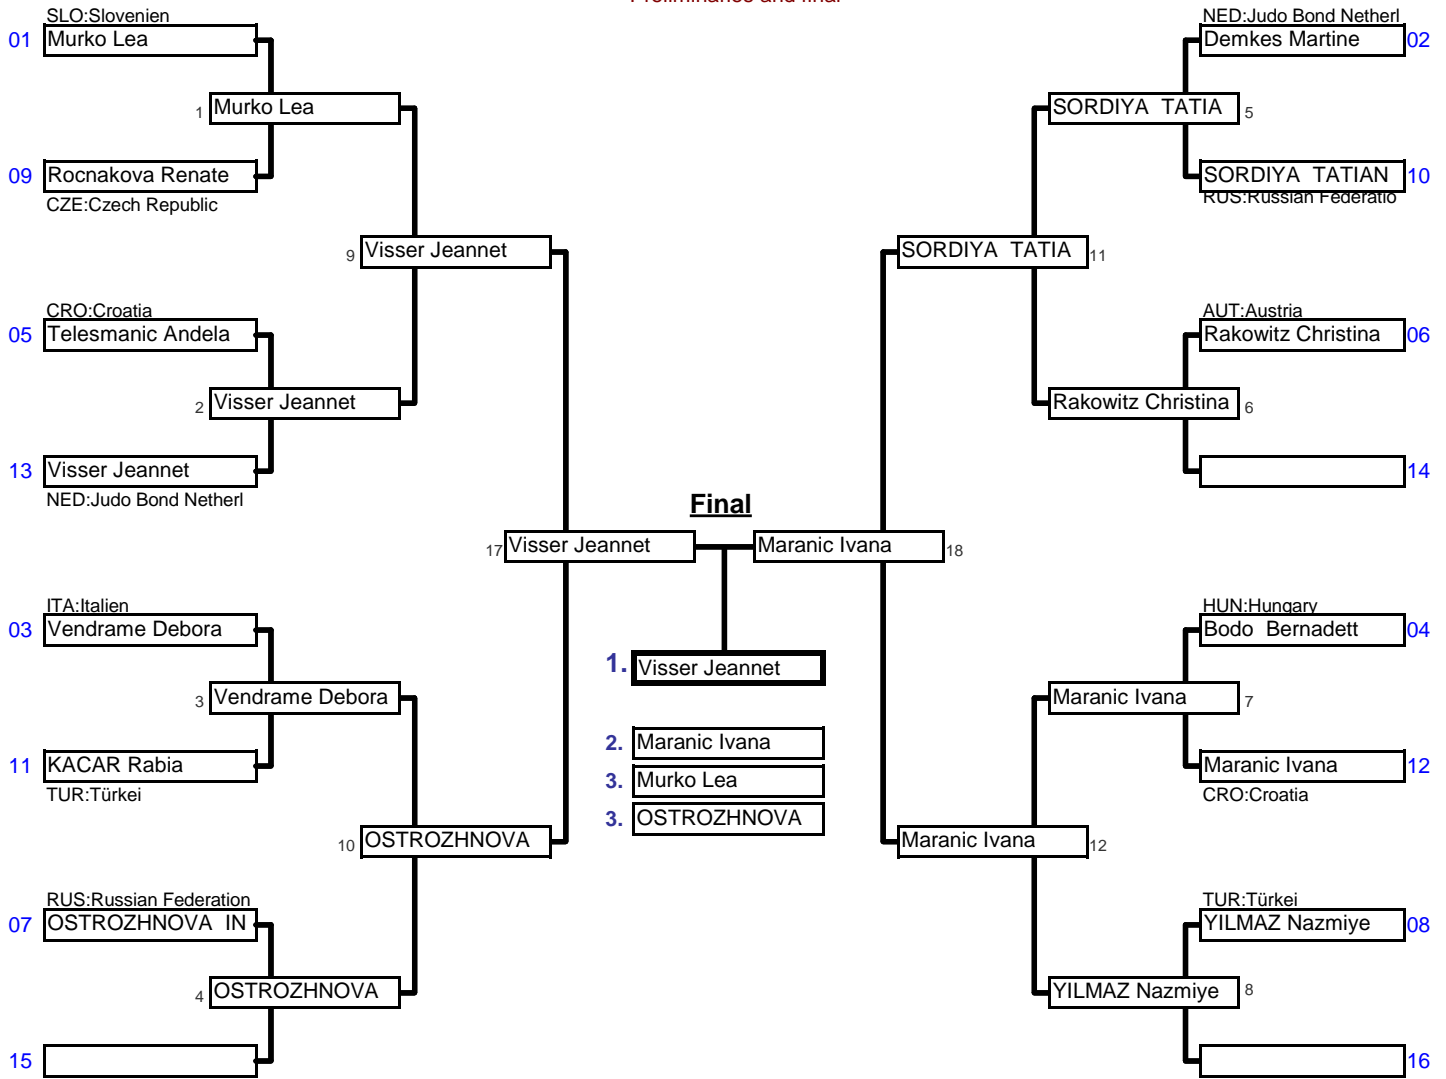 Preliminaries and final
SLO:Slovenien
01 Murko Lea
1 Murko Lea
09 Rocnakova Renate
CZE:Czech Republic
9 Visser Jeannet
CRO:Croatia
05 Telesmanic Andela
2 Visser Jeannet
13 Visser Jeannet
NED:Judo Bond Netherl
17 Visser Jeannet
ITA:Italien
03 Vendrame Debora
3 Vendrame Debora
11 KACAR Rabia
TUR:Türkei
10 OSTROZHNOVA
RUS:Russian Federation
07 OSTROZHNOVA IN
4 OSTROZHNOVA
15
Final
1. Visser Jeannet
2. Maranic Ivana
3. Murko Lea
3. OSTROZHNOVA
NED:Judo Bond Netherl
Demkes Martine 02
SORDIYA TATIA 5
SORDIYA TATIAN 10
RUS:Russian Federatio
SORDIYA TATIA 11
AUT:Austria
Rakowitz Christina 06
Rakowitz Christina 6
14
Maranic Ivana 18
HUN:Hungary
Bodo Bernadett 04
Maranic Ivana 7
Maranic Ivana 12
CRO:Croatia
Maranic Ivana 12
TUR:Türkei
YILMAZ Nazmiye 08
YILMAZ Nazmiye 8
16